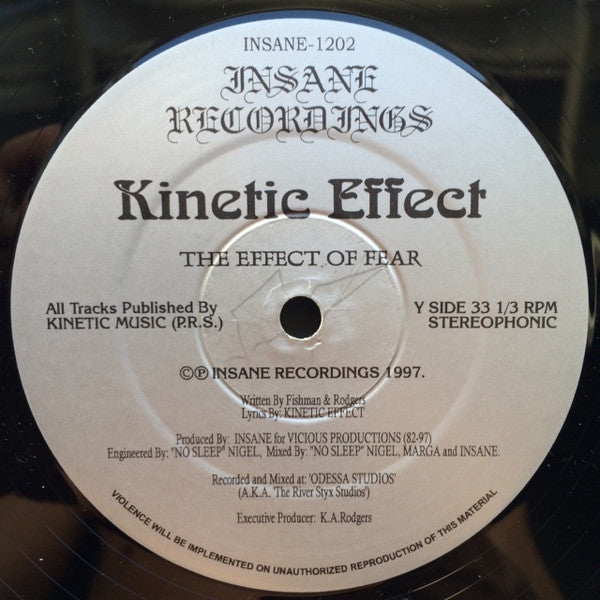 INSANE-1202
INSANE
RECORDINGS
Kinetic Effect
THE EFFECT OF FEAR
All Tracks Published By
KINETIC MUSIC (P.R.S.)
Y SIDE 33 1/3 RPM
STEREOPHONIC
©℗ INSANE RECORDINGS 1997.
Written By Fishman & Rodgers
Lyrics By: KINETIC EFFECT
Produced By: INSANE for VICIOUS PRODUCTIONS (82-97)
Engineered By: "NO SLEEP" NIGEL, Mixed By: "NO SLEEP" NIGEL, MARGA and INSANE.
Recorded and Mixed at: 'ODESSA STUDIOS'
(A.K.A. 'The River Styx Studios')
Executive Producer: K.A.Rodgers
VIOLENCE WILL BE IMPLEMENTED ON UNAUTHORIZED REPRODUCTION OF THIS MATERIAL